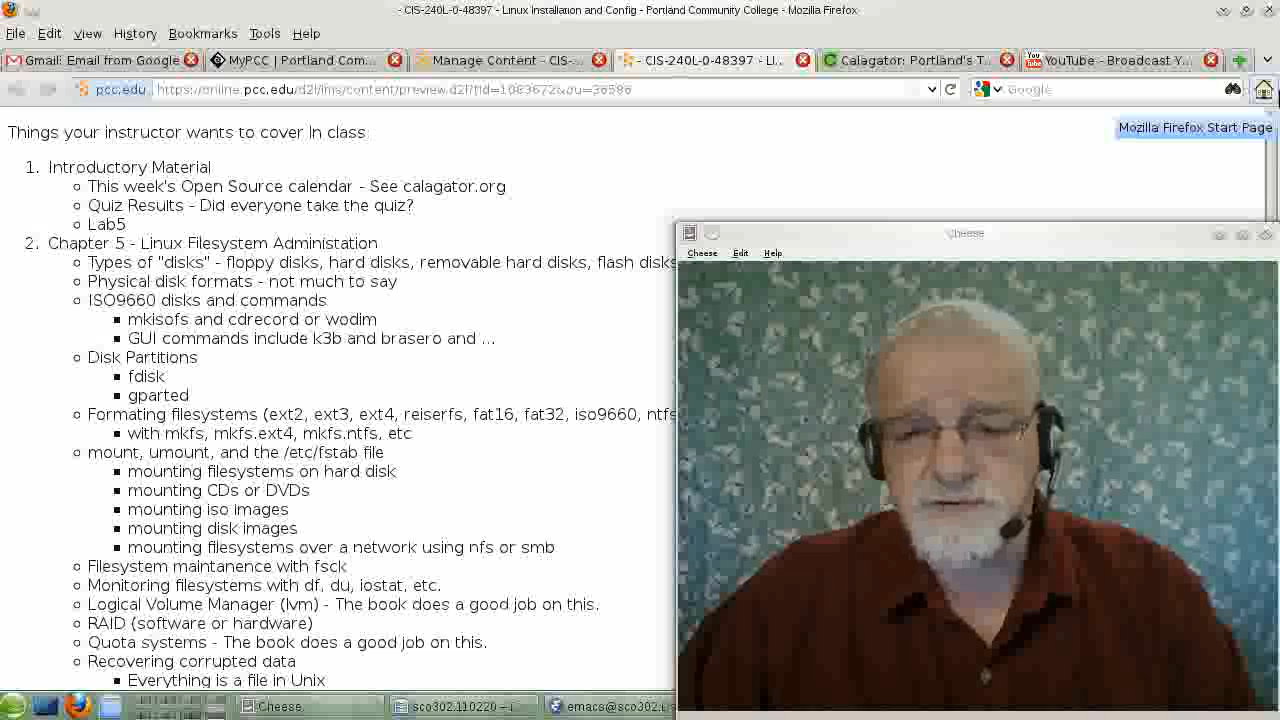 - CIS-240L-0-48397 - Linux Installation and Config - Portland Community College - Mozilla Firefox
File Edit View History Bookmarks Tools Help
Gmail: Email from Google
MyPCC | Portland Commu...
Manage Content - CIS-...
- CIS-240L-0-48397 - Li...
Calagator: Portland's T...
YouTube - Broadcast Y...
pcc.edu
Google
Mozilla Firefox Start Page
Things your instructor wants to cover in class
1. Introductory Material
This week's Open Source calendar - See calagator.org
Quiz Results - Did everyone take the quiz?
Lab5
2. Chapter 5 - Linux Filesystem administation
Types of "disks" - floppy disks, hard disks, removable hard disks, flash disks
Physical disk formats - not much to say
ISO9660 disks and commands
mkisofs and cdrecord or wodim
GUI commands include k3b and brasero and ...
Disk Partitions
fdisk
gparted
Formating filesystems (ext2, ext3, ext4, reiserfs, fat16, fat32, iso9660, ntfs
with mkfs, mkfs.ext4, mkfs.ntfs, etc
mount, umount, and the /etc/fstab file
mounting filesystems on hard disk
mounting CDs or DVDs
mounting iso images
mounting disk images
mounting filesystems over a network using nfs or smb
Filesystem maintanence with fsck
Monitoring filesystems with df, du, iostat, etc.
Logical Volume Manager (lvm) - The book does a good job on this.
RAID (software or hardware)
Quota systems - The book does a good job on this.
Recovering corrupted data
Everything is a file in Unix
Cheese
Cheese Edit Help
Cheese